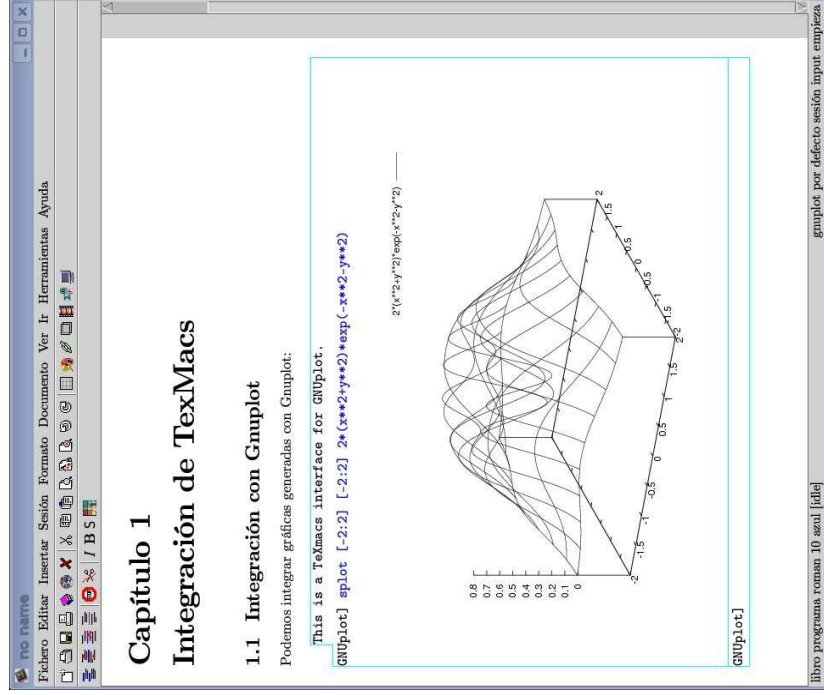 no name
Fichero Editar Insertar Sesión Formato Documento Ver Ir Herramientas Ayuda
I B S
Capítulo 1
Integración de TexMacs
1.1 Integración con Gnuplot
Podemos integrar gráficas generadas con Gnuplot:
This is a TeXmacs interface for GNUplot.
GNUplot] splot [-2:2] [-2:2] 2*(x**2+y**2)*exp(-x**2-y**2)
2*(x**2+y**2)*exp(-x**2-y**2)
0.8
0.7
0.6
0.5
0.4
0.3
0.2
0.1
0
-2
-1.5
-1
-0.5
0
0.5
1
1.5
2
-2
-1.5
-1
-0.5
0
0.5
1
1.5
2
GNUplot]
libro programa roman 10 azul [idle] gnuplot por defecto sesión input empieza